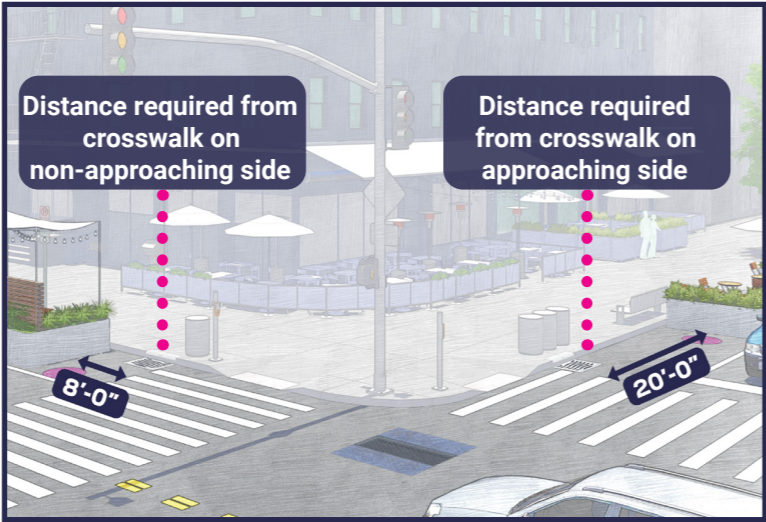 Distance required from
crosswalk on
non-approaching side
Distance required
from crosswalk on
approaching side
8’-0”
20’-0”